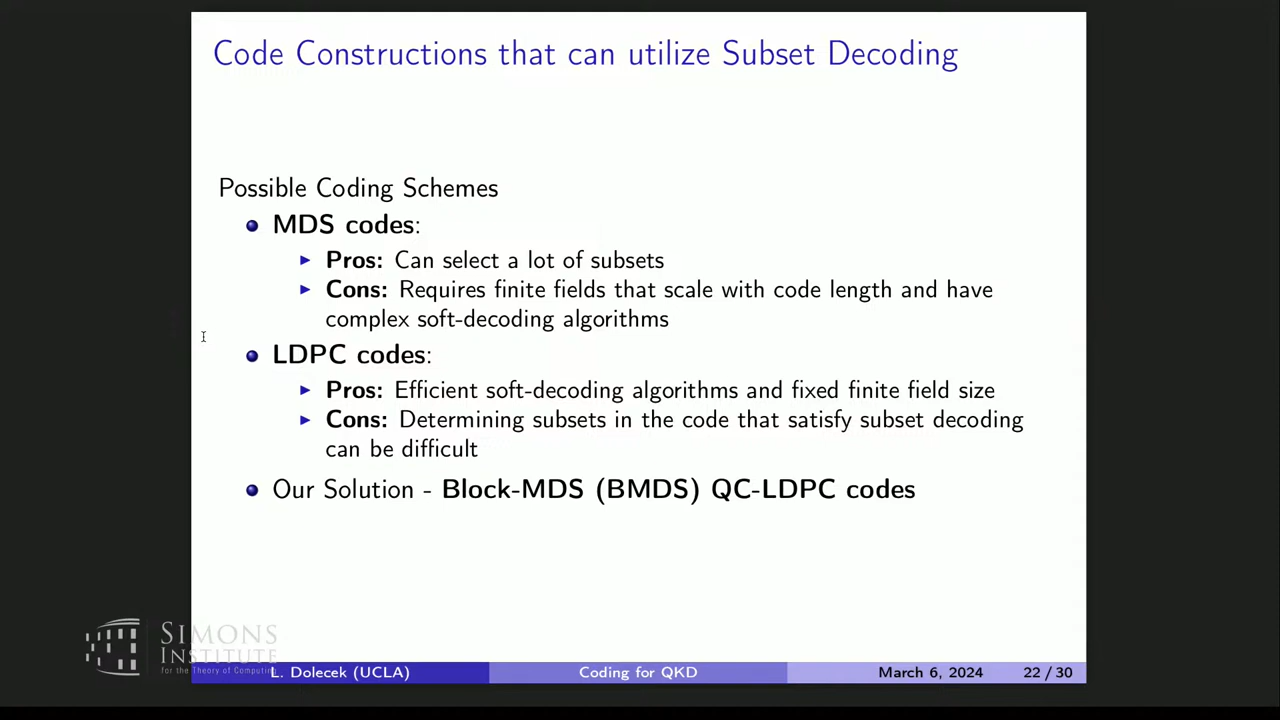 Code Constructions that can utilize Subset Decoding
Possible Coding Schemes
MDS codes:
Pros: Can select a lot of subsets
Cons: Requires finite fields that scale with code length and have
complex soft-decoding algorithms
LDPC codes:
Pros: Efficient soft-decoding algorithms and fixed finite field size
Cons: Determining subsets in the code that satisfy subset decoding
can be difficult
Our Solution - Block-MDS (BMDS) QC-LDPC codes
SIMONS
INSTITUTE
for the Theory of Computing
L. Dolecek (UCLA)
Coding for QKD
March 6, 2024
22 / 30